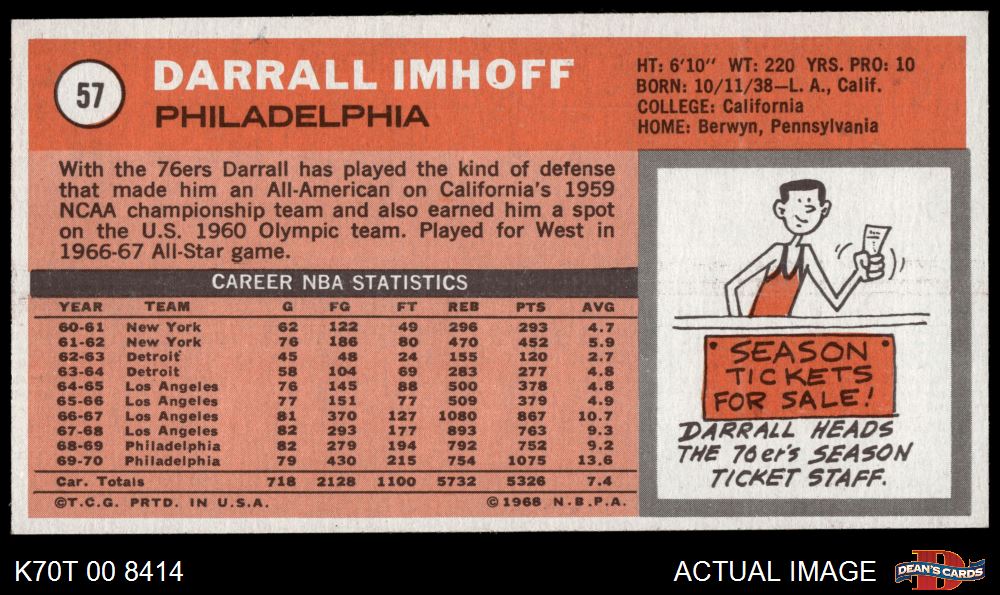 57
DARRALL IMHOFF
PHILADELPHIA
HT: 6'10" WT: 220 YRS. PRO: 10
BORN: 10/11/38—L. A., Calif.
COLLEGE: California
HOME: Berwyn, Pennsylvania
With the 76ers Darrall has played the kind of defense
that made him an All-American on California's 1959
NCAA championship team and also earned him a spot
on the U.S. 1960 Olympic team. Played for West in
1966-67 All-Star game.
CAREER NBA STATISTICS
YEAR TEAM G FG FT REB PTS AVG
60-61 New York 62 122 49 296 293 4.7
61-62 New York 76 186 80 470 452 5.9
62-63 Detroit 45 48 24 155 120 2.7
63-64 Detroit 58 104 69 283 277 4.8
64-65 Los Angeles 76 145 88 500 378 4.8
65-66 Los Angeles 77 151 77 509 379 4.9
66-67 Los Angeles 81 370 127 1080 867 10.7
67-68 Los Angeles 82 293 177 893 763 9.3
68-69 Philadelphia 82 279 194 792 752 9.2
69-70 Philadelphia 79 430 215 754 1075 13.6
Car. Totals 718 2128 1100 5732 5326 7.4
©T.C.G. PRTD. IN U.S.A. ©1968 N.B.P.A.
SEASON
TICKETS
FOR SALE!
DARRALL HEADS
THE 76er's SEASON
TICKET STAFF.
K70T 00 8414
ACTUAL IMAGE
DEAN'S CARDS